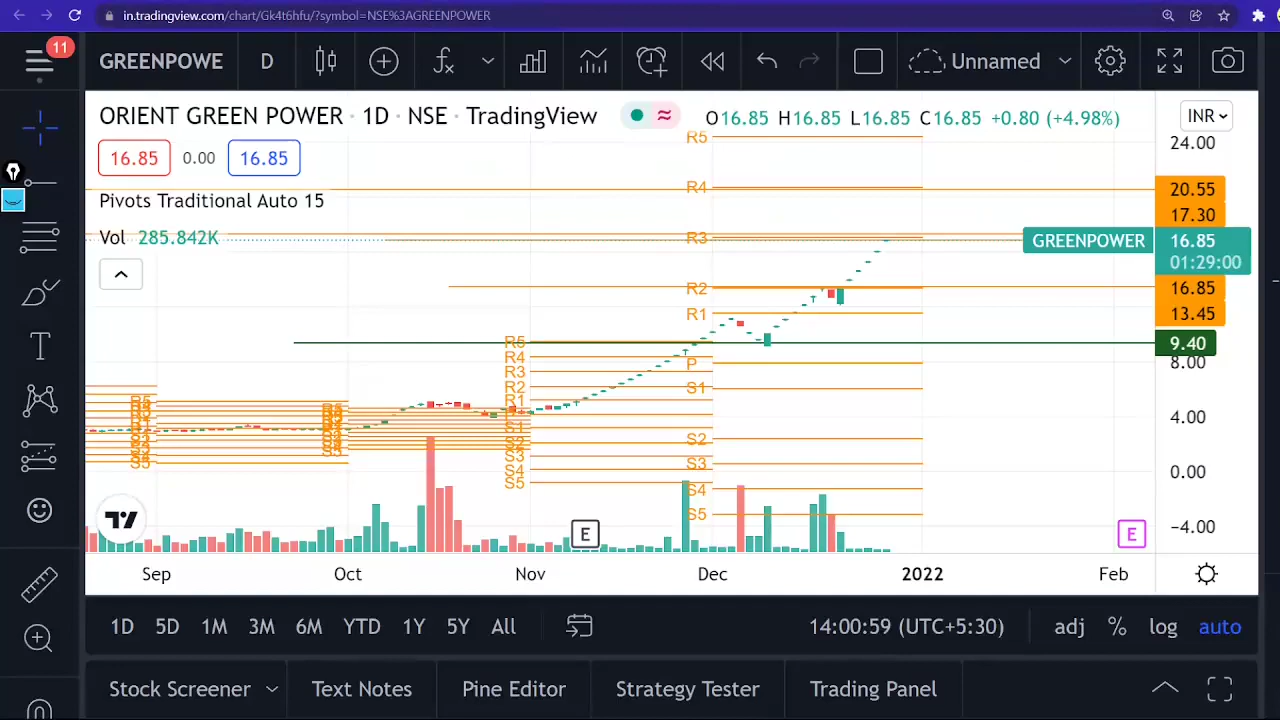 in.tradingview.com/chart/Gk4t6hfu/?symbol=NSE%3AGREENPOWER
11
GREENPOWE D Unnamed
ORIENT GREEN POWER · 1D · NSE · TradingView
O16.85 H16.85 L16.85 C16.85 +0.80 (+4.98%)
INR
16.85 0.00 16.85
Pivots Traditional Auto 15
Vol 285.842K
R5
R4
R3
R2
R1
P
S1
S2
S3
S4
S5
R5
R4
R3
R2
R1
P
S1
S2
S3
S4
S5
R5
S5
R5
S5
24.00
20.55
17.30
GREENPOWER 16.85
01:29:00
16.85
13.45
9.40
8.00
4.00
0.00
−4.00
E
E
Sep Oct Nov Dec 2022 Feb
1D 5D 1M 3M 6M YTD 1Y 5Y All
14:00:59 (UTC+5:30) adj % log auto
Stock Screener Text Notes Pine Editor Strategy Tester Trading Panel